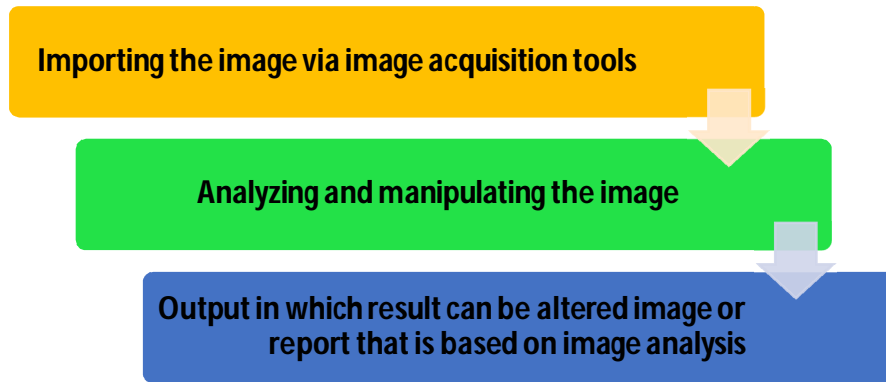 Importing the image via image acquisition tools
Analyzing and manipulating the image
Output in which result can be altered image or
report that is based on image analysis